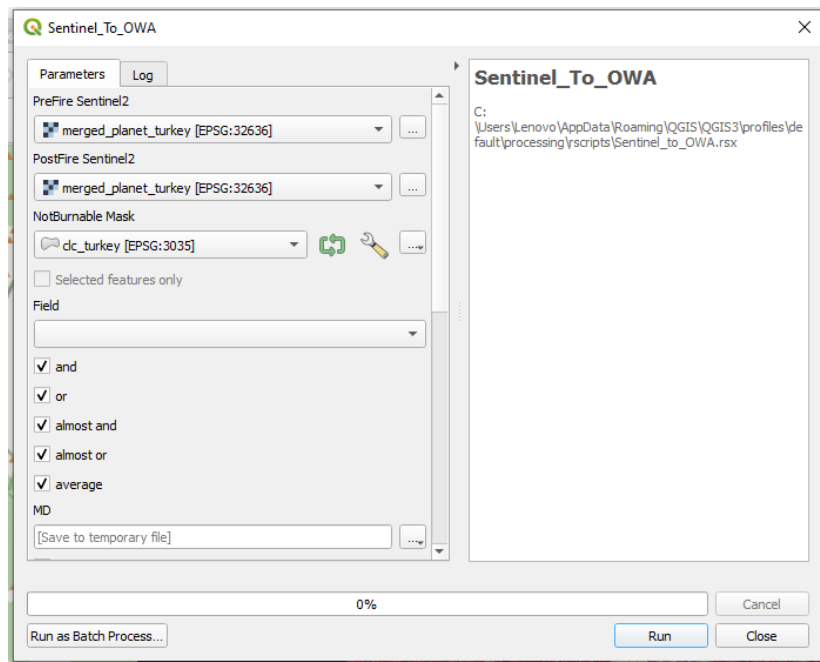 Sentinel_To_OWA
Parameters
Log
PreFire Sentinel2
merged_planet_turkey [EPSG:32636]
...
PostFire Sentinel2
merged_planet_turkey [EPSG:32636]
...
NotBurnable Mask
clc_turkey [EPSG:3035]
...
Selected features only
Field
and
or
almost and
almost or
average
MD
[Save to temporary file]
...
Sentinel_To_OWA
C:
\Users\Lenovo\AppData\Roaming\QGIS\QGIS3\profiles\de
fault\processing\rscripts\Sentinel_to_OWA.rsx
0%
Cancel
Run as Batch Process...
Run
Close